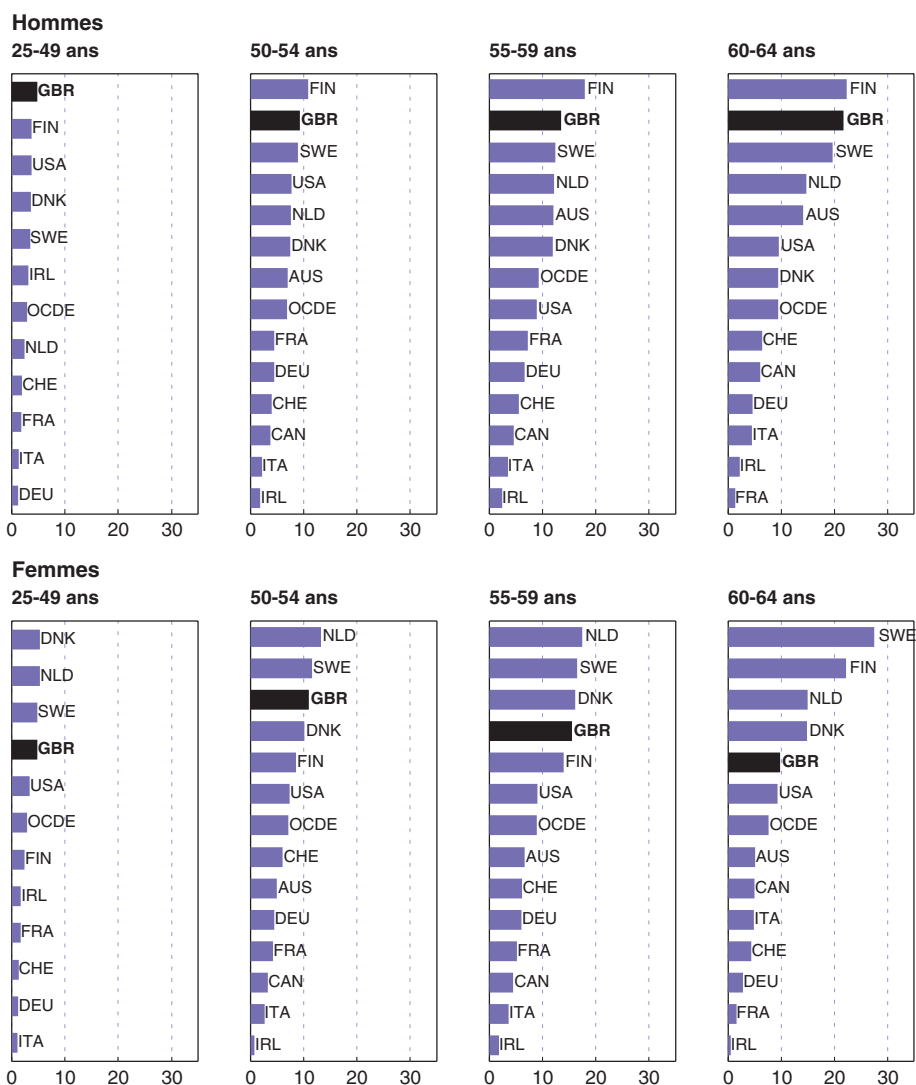 Hommes
25-49 ans
GBR
FIN
USA
DNK
SWE
IRL
OCDE
NLD
CHE
FRA
ITA
DEU
0 10 20 30
50-54 ans
FIN
GBR
SWE
USA
NLD
DNK
AUS
OCDE
FRA
DEU
CHE
CAN
ITA
IRL
0 10 20 30
55-59 ans
FIN
GBR
SWE
NLD
AUS
DNK
OCDE
USA
FRA
DEU
CHE
CAN
ITA
IRL
0 10 20 30
60-64 ans
FIN
GBR
SWE
NLD
AUS
USA
DNK
OCDE
CHE
CAN
DEU
ITA
IRL
FRA
0 10 20 30
Femmes
25-49 ans
DNK
NLD
SWE
GBR
USA
OCDE
FIN
IRL
FRA
CHE
DEU
ITA
0 10 20 30
50-54 ans
NLD
SWE
GBR
DNK
FIN
USA
OCDE
CHE
AUS
DEU
FRA
CAN
ITA
IRL
0 10 20 30
55-59 ans
NLD
SWE
DNK
GBR
FIN
USA
OCDE
AUS
CHE
DEU
FRA
CAN
ITA
IRL
0 10 20 30
60-64 ans
SWE
FIN
NLD
DNK
GBR
USA
OCDE
AUS
CAN
ITA
CHE
DEU
FRA
IRL
0 10 20 30